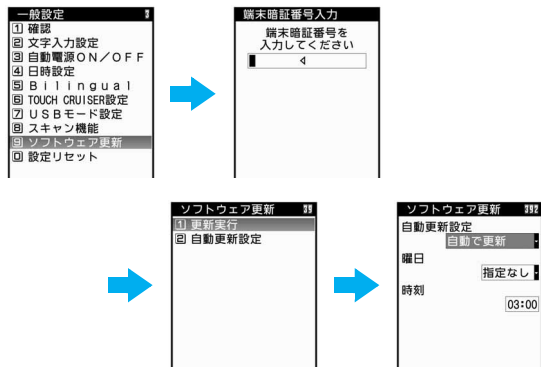 一般設定 3
1 確認
2 文字入力設定
3 自動電源ON/OFF
4 日時設定
5 Bilingual
6 TOUCH CRUISER設定
7 USBモード設定
8 スキャン機能
9 ソフトウェア更新
0 設定リセット
端末暗証番号入力
端末暗証番号を
入力してください
ソフトウェア更新 39
1 更新実行
2 自動更新設定
ソフトウェア更新 392
自動更新設定
自動で更新
曜日
指定なし
時刻
03:00